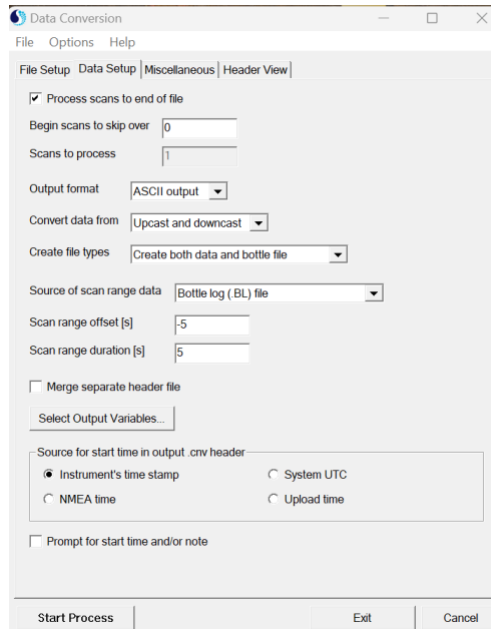 Data Conversion
File Options Help
File Setup Data Setup Miscellaneous Header View
Process scans to end of file
Begin scans to skip over 0
Scans to process 1
Output format ASCII output
Convert data from Upcast and downcast
Create file types Create both data and bottle file
Source of scan range data Bottle log (.BL) file
Scan range offset [s] -5
Scan range duration [s] 5
Merge separate header file
Select Output Variables...
Source for start time in output .cnv header
Instrument's time stamp System UTC
NMEA time Upload time
Prompt for start time and/or note
Start Process Exit Cancel